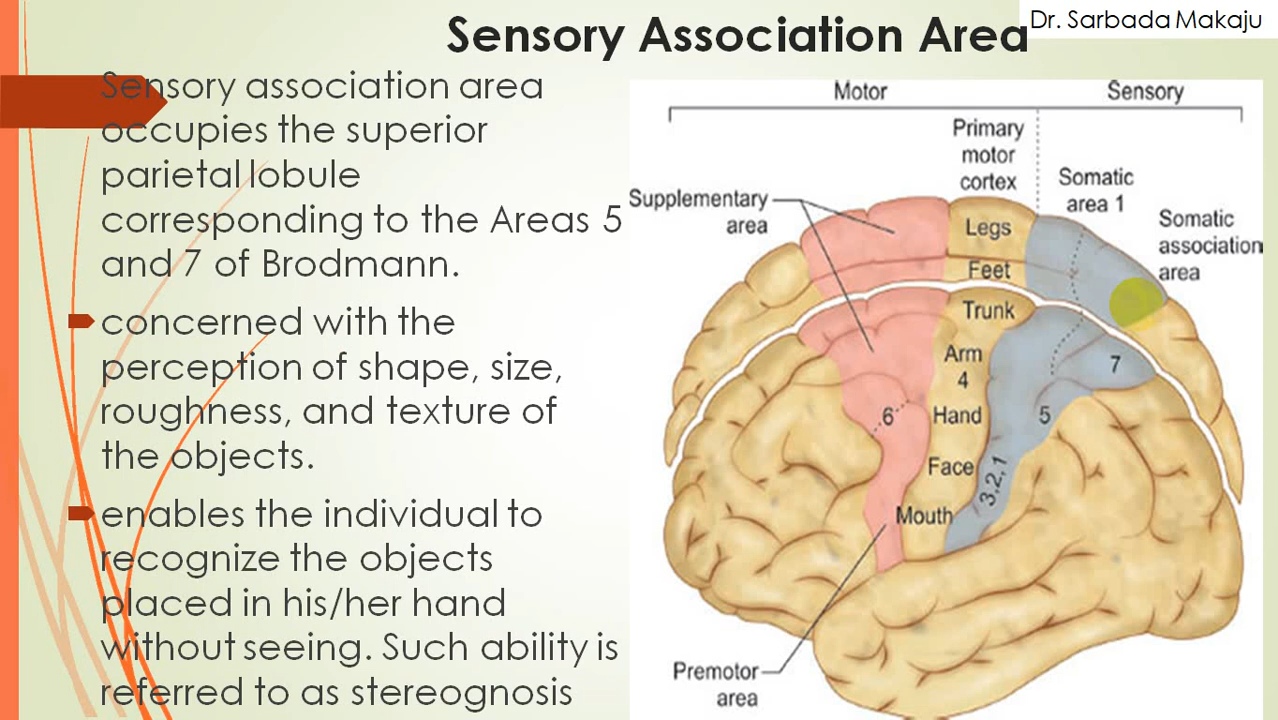 Sensory Association Area
Dr. Sarbada Makaju
Sensory association area
occupies the superior
parietal lobule
corresponding to the Areas 5
and 7 of Brodmann.
concerned with the
perception of shape, size,
roughness, and texture of
the objects.
enables the individual to
recognize the objects
placed in his/her hand
without seeing. Such ability is
referred to as stereognosis
Motor
Sensory
Primary
motor
cortex
Somatic
area 1
Supplementary
area
Somatic
association
area
Legs
Feet
Trunk
Arm
4
7
6
Hand
5
Face
3,2,1
Mouth
Premotor
area